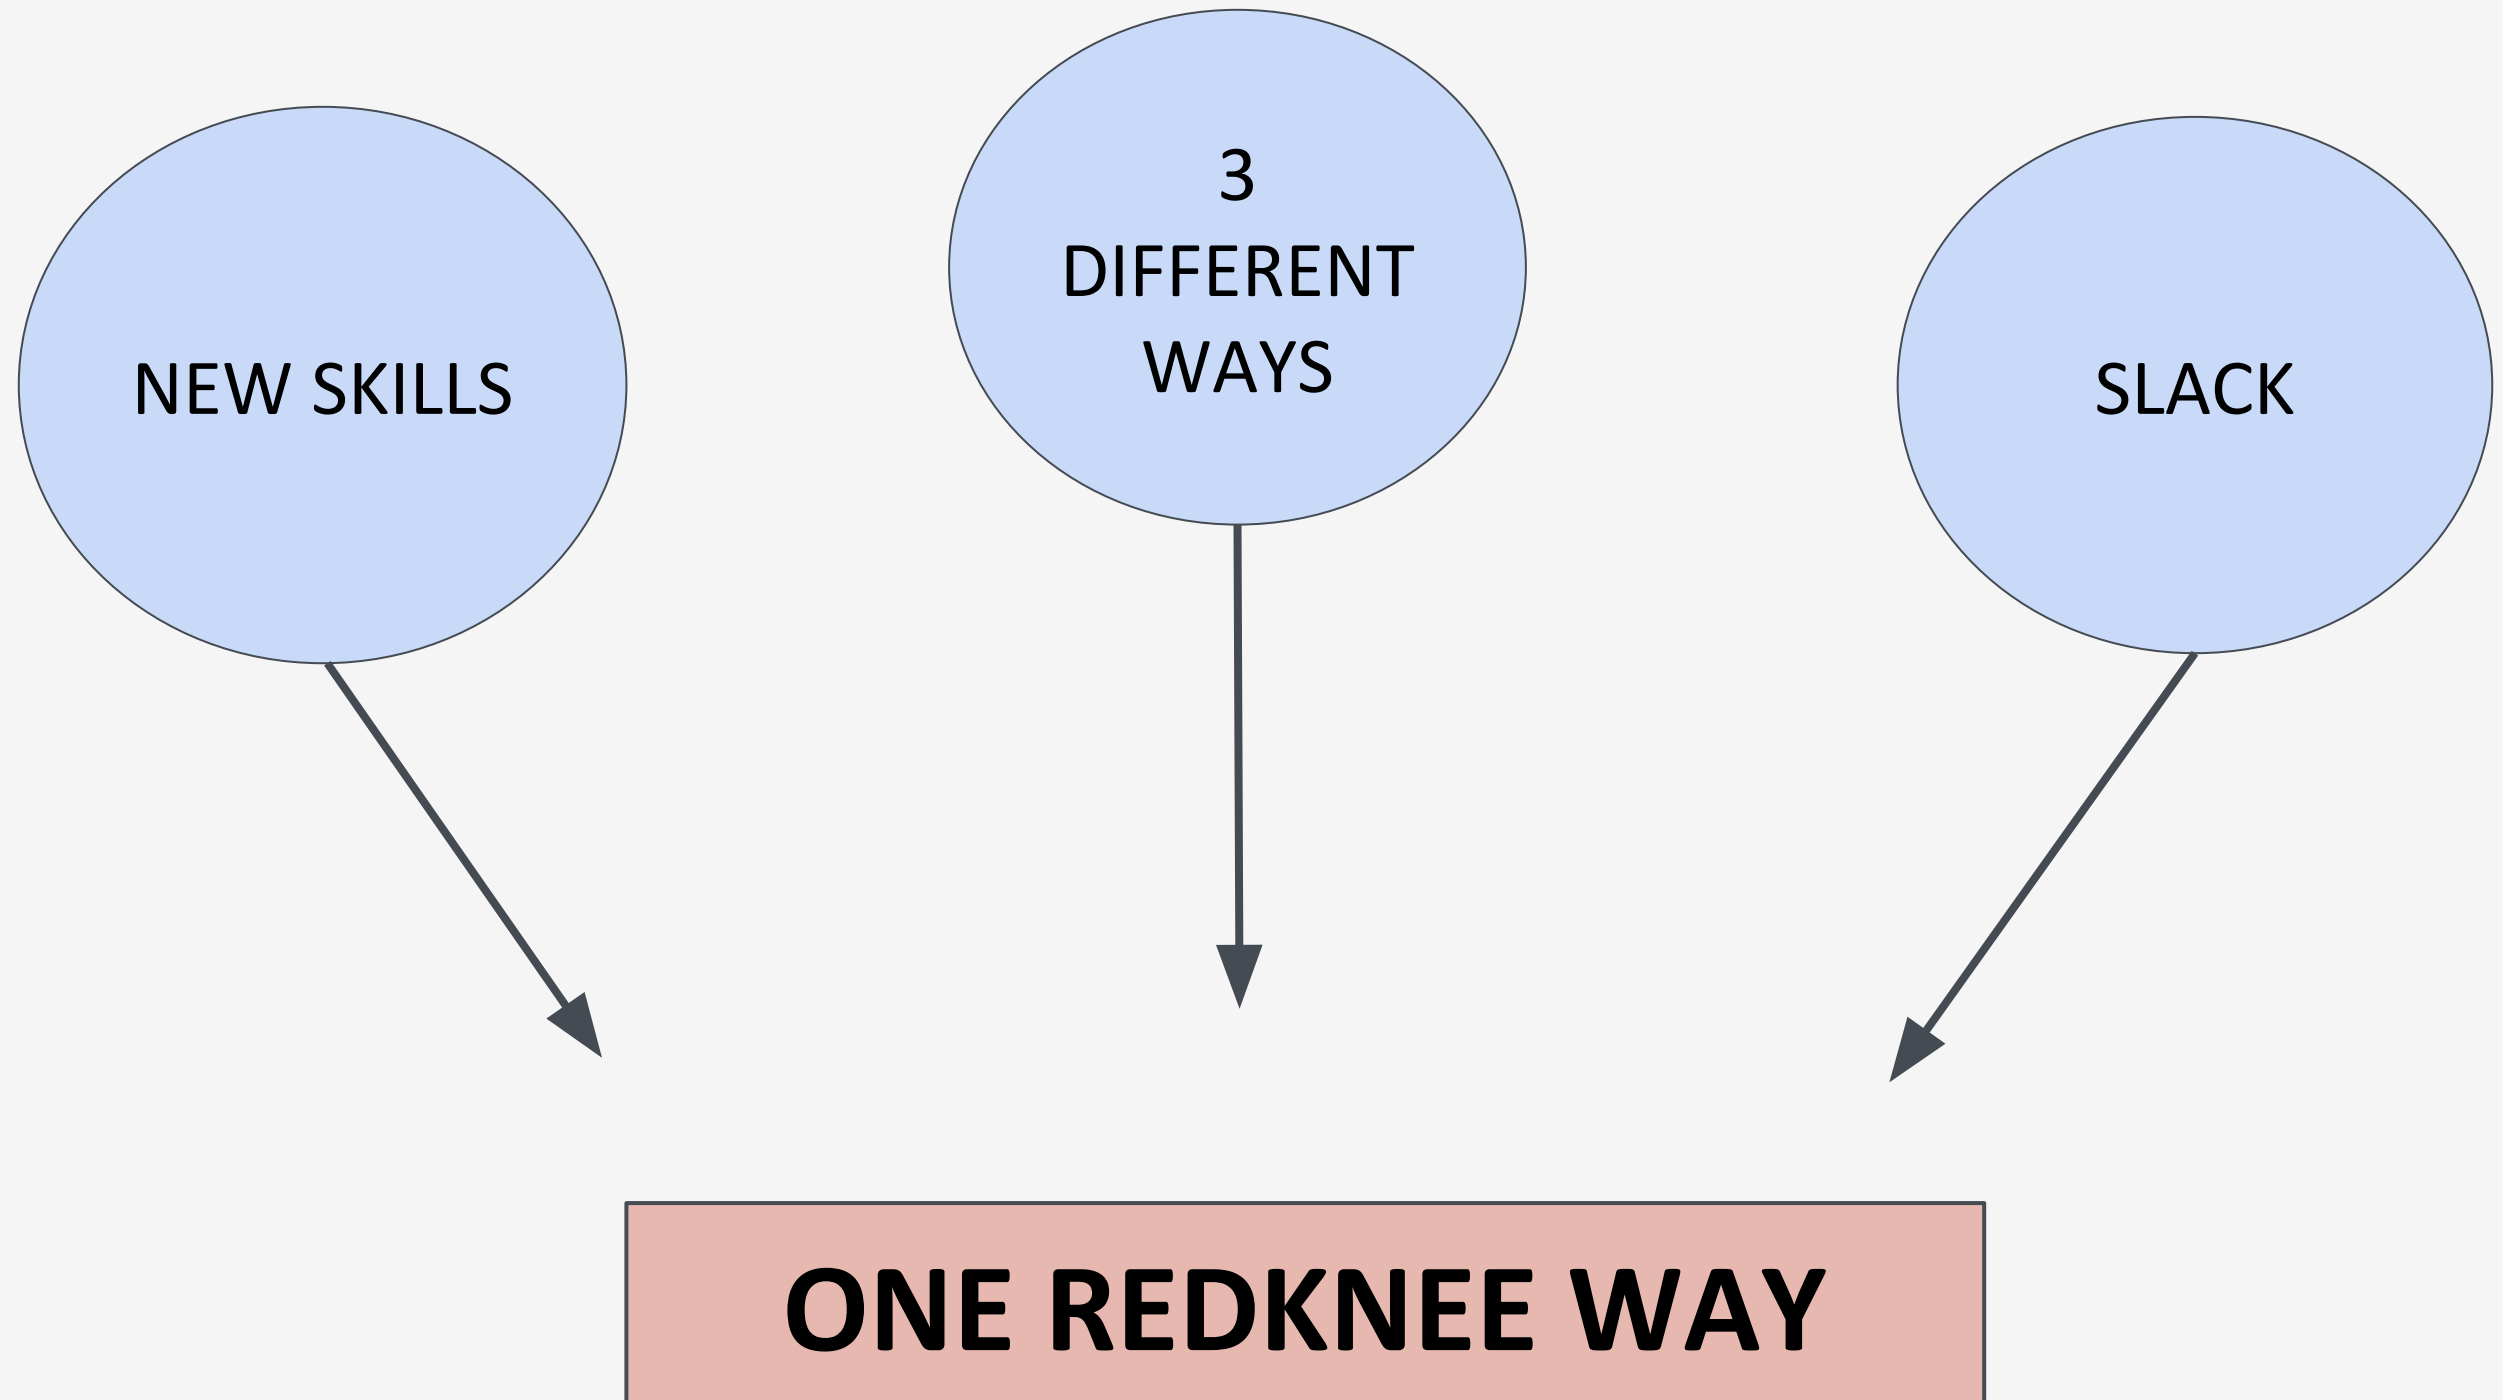 NEW SKILLS
3
DIFFERENT
WAYS
SLACK
ONE REDKNEE WAY